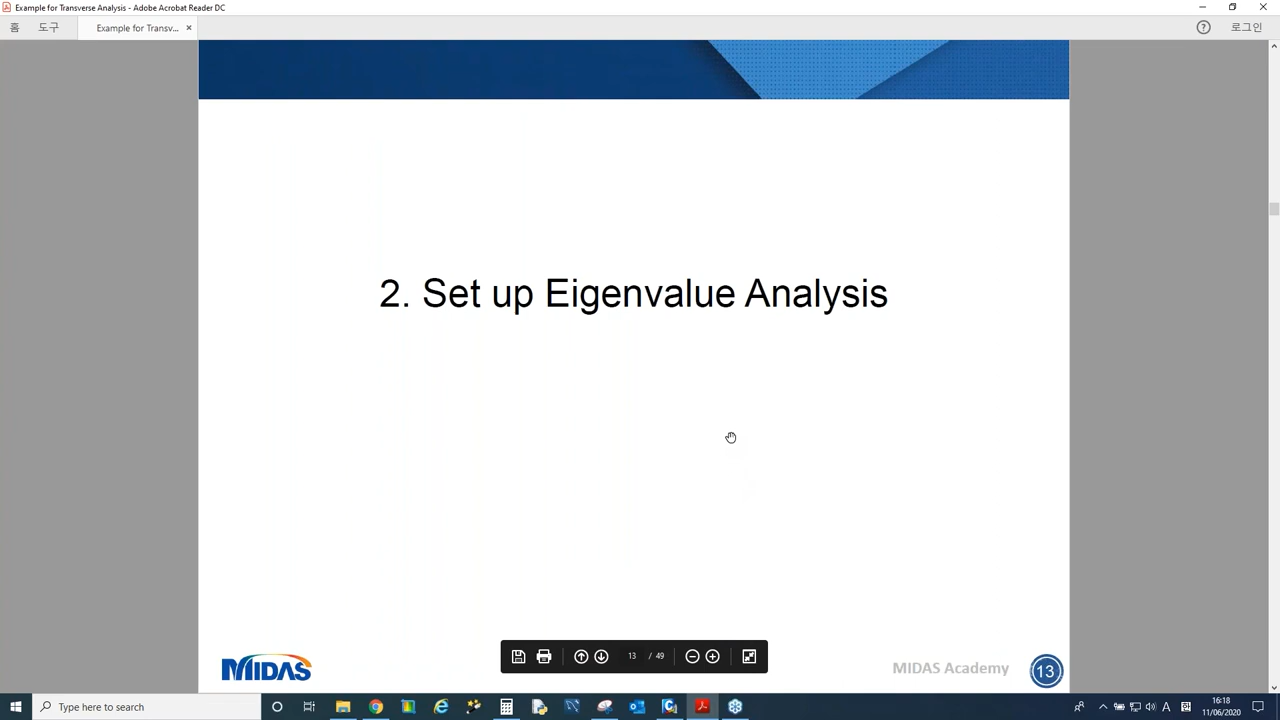 Example for Transverse Analysis - Adobe Acrobat Reader DC
홈 도구 Example for Transv... × 로그인
2. Set up Eigenvalue Analysis
13 / 49
MIDAS
MIDAS Academy 13
Type here to search
16:18
11/06/2020